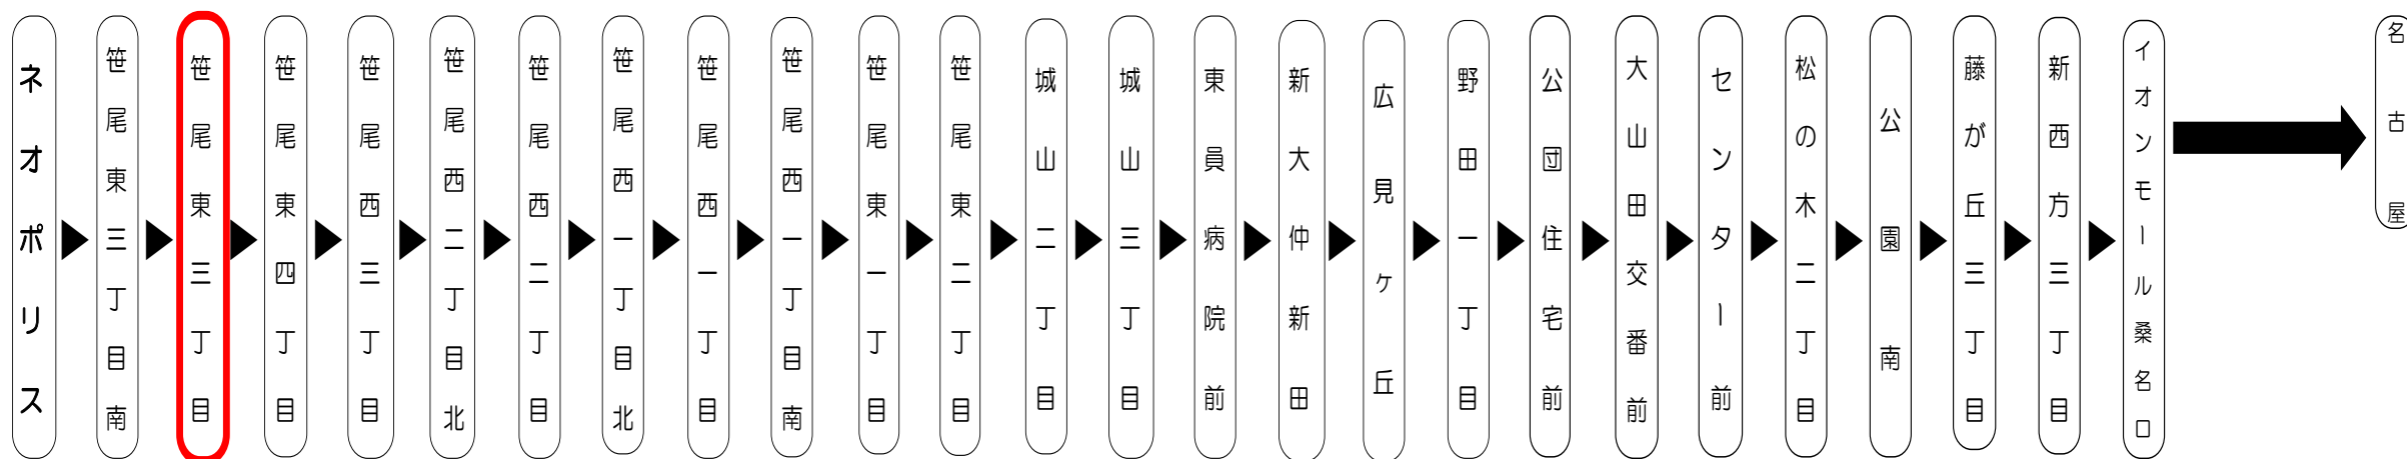 ネオポリス
笹尾東三丁目南
笹尾東三丁目
笹尾東四丁目
笹尾西三丁目
笹尾西二丁目北
笹尾西二丁目
笹尾西一丁目北
笹尾西一丁目
笹尾西一丁目南
笹尾東一丁目
笹尾東二丁目
城山二丁目
城山三丁目
東員病院前
新大仲新田
広見ヶ丘
野田一丁目
公団住宅前
大山田交番前
センター前
松の木二丁目
公園南
藤が丘三丁目
新西方三丁目
イオンモール桑名口
名古屋